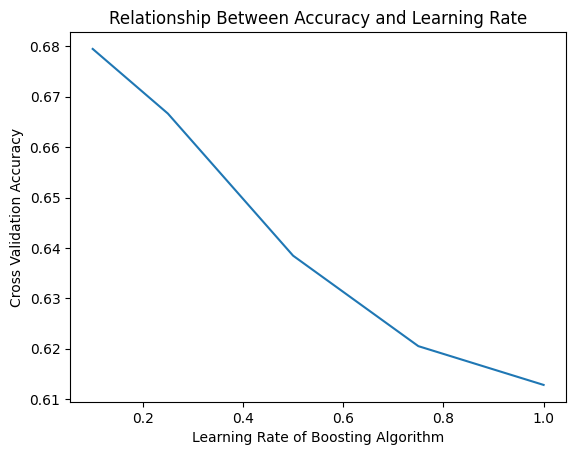 Relationship Between Accuracy and Learning Rate
0.68
0.67
0.66
0.65
0.64
0.63
0.62
0.61
Cross Validation Accuracy
0.2 0.4 0.6 0.8 1.0
Learning Rate of Boosting Algorithm